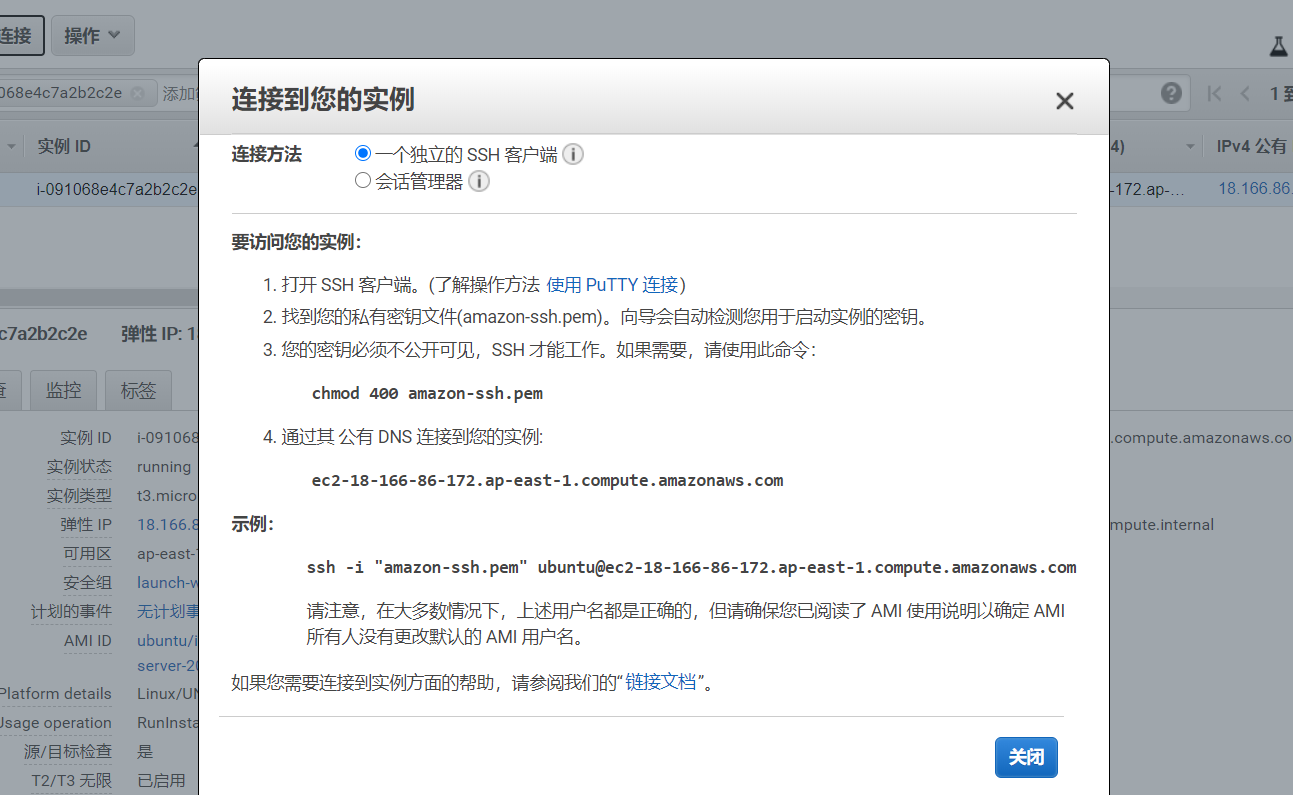 连接
操作
068e4c7a2b2c2e
添加
1 到
实例 ID
4)
IPv4 公有
i-091068e4c7a2b2c2e
-172.ap-...
18.166.86.
连接到您的实例
连接方法
一个独立的 SSH 客户端
会话管理器
要访问您的实例：
1. 打开 SSH 客户端。(了解操作方法 使用 PuTTY 连接)
2. 找到您的私有密钥文件(amazon-ssh.pem)。向导会自动检测您用于启动实例的密钥。
3. 您的密钥必须不公开可见，SSH 才能工作。如果需要，请使用此命令：
chmod 400 amazon-ssh.pem
4. 通过其 公有 DNS 连接到您的实例:
ec2-18-166-86-172.ap-east-1.compute.amazonaws.com
示例：
ssh -i "amazon-ssh.pem" ubuntu@ec2-18-166-86-172.ap-east-1.compute.amazonaws.com
请注意，在大多数情况下，上述用户名都是正确的，但请确保您已阅读了 AMI 使用说明以确定 AMI
所有人没有更改默认的 AMI 用户名。
如果您需要连接到实例方面的帮助，请参阅我们的“链接文档”。
关闭
c7a2b2c2e
弹性 IP: 1
查
监控
标签
实例 ID
i-091068
.compute.amazonaws.co
实例状态
running
实例类型
t3.micro
弹性 IP
18.166.8
mpute.internal
可用区
ap-east-
安全组
launch-w
计划的事件
无计划事
AMI ID
ubuntu/i
server-20
Platform details
Linux/UN
Usage operation
RunInsta
源/目标检查
是
T2/T3 无限
已启用